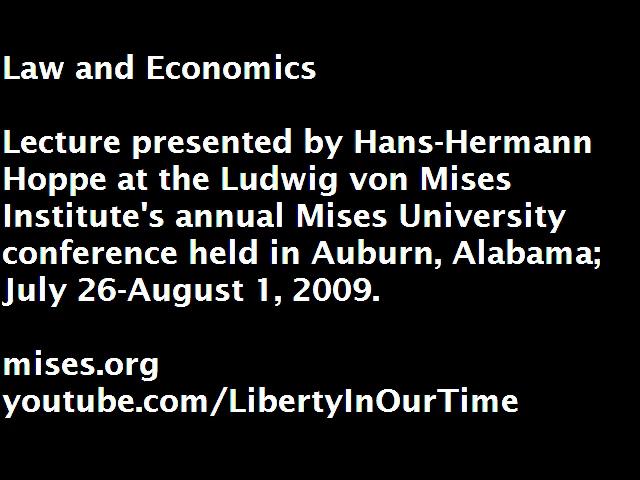 Law and Economics
Lecture presented by Hans-Hermann
Hoppe at the Ludwig von Mises
Institute's annual Mises University
conference held in Auburn, Alabama;
July 26-August 1, 2009.
mises.org
youtube.com/LibertyInOurTime